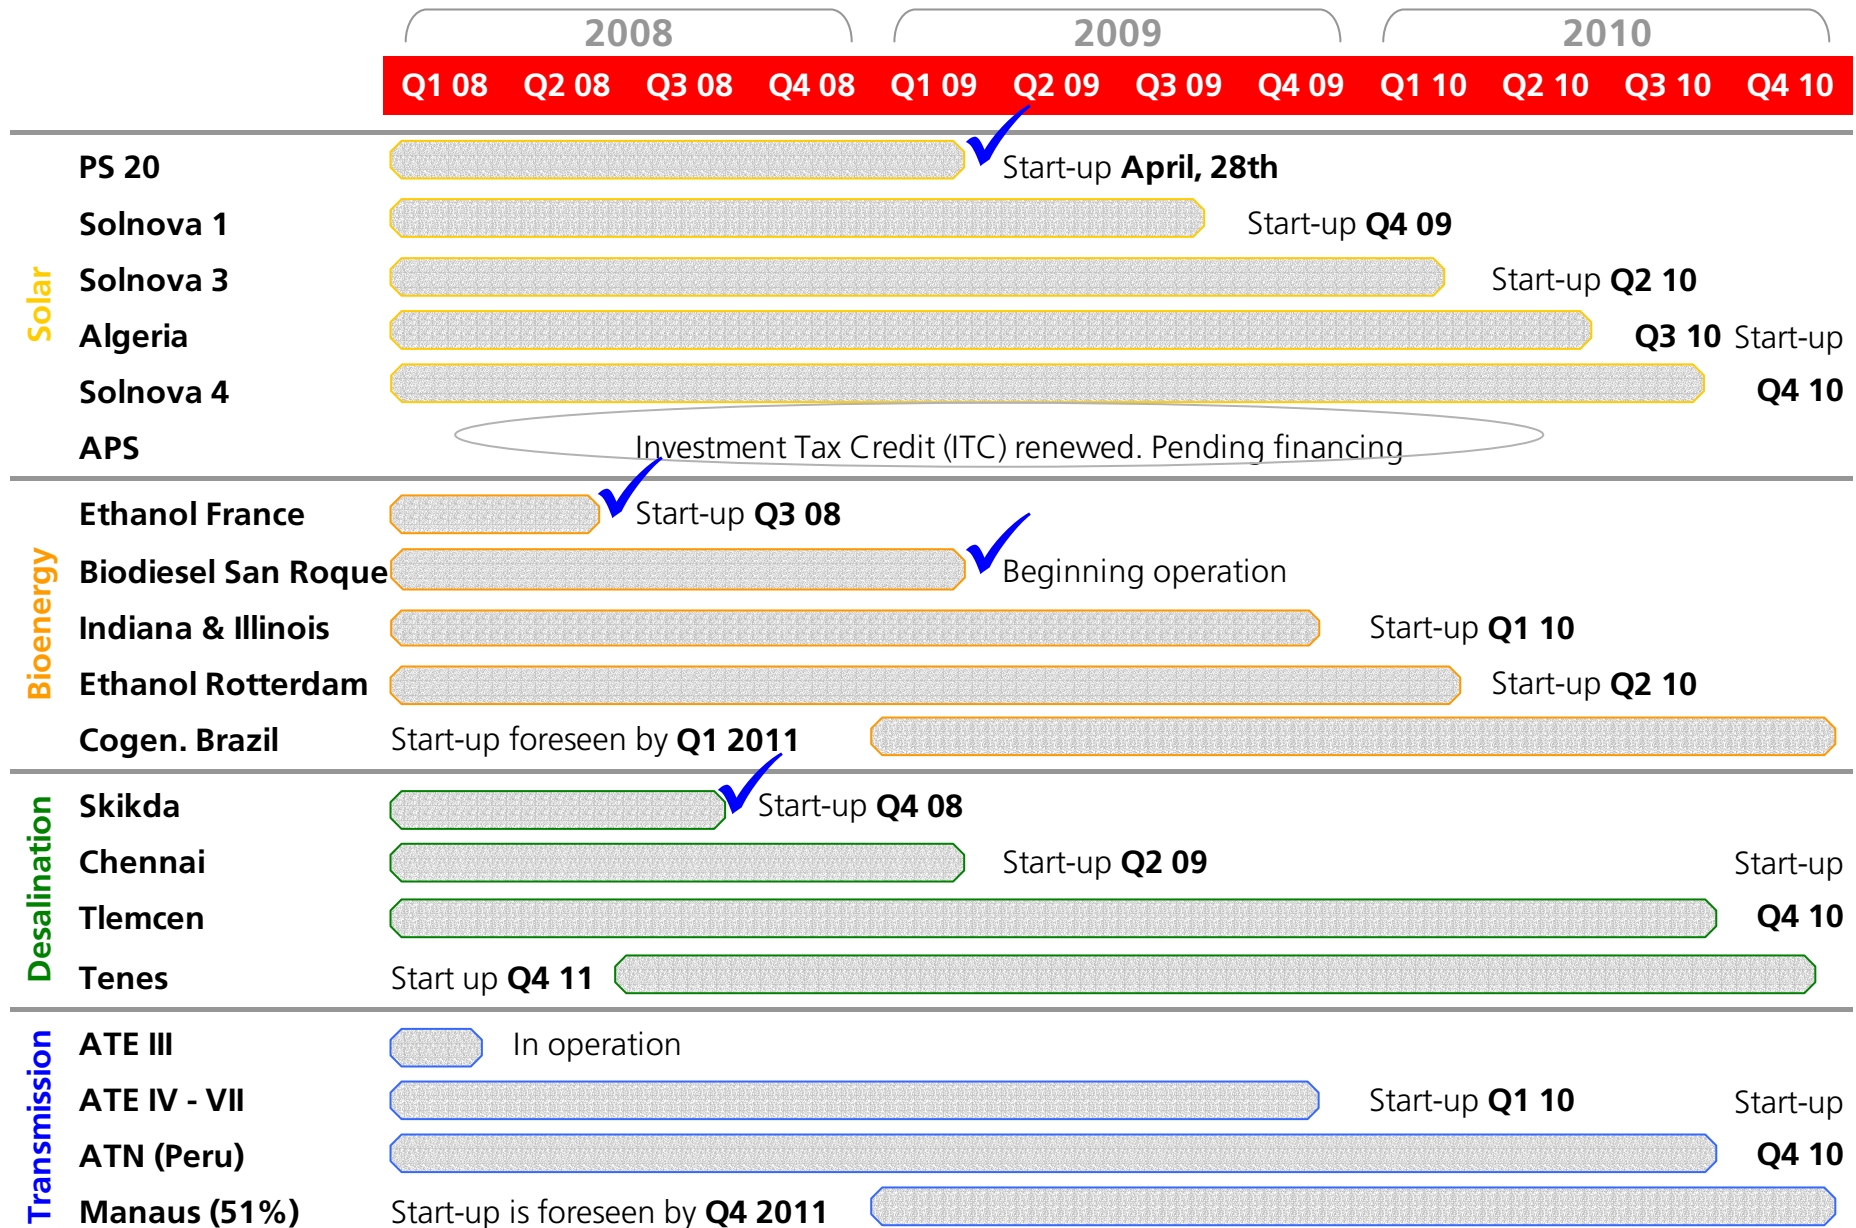 2008 2009 2010
Q1 08 Q2 08 Q3 08 Q4 08 Q1 09 Q2 09 Q3 09 Q4 09 Q1 10 Q2 10 Q3 10 Q4 10
Solar
PS 20 Start-up April, 28th
Solnova 1 Start-up Q4 09
Solnova 3 Start-up Q2 10
Algeria Q3 10 Start-up
Solnova 4 Q4 10
APS Investment Tax Credit (ITC) renewed. Pending financing
Bioenergy
Ethanol France Start-up Q3 08
Biodiesel San Roque Beginning operation
Indiana & Illinois Start-up Q1 10
Ethanol Rotterdam Start-up Q2 10
Cogen. Brazil Start-up foreseen by Q1 2011
Desalination
Skikda Start-up Q4 08
Chennai Start-up Q2 09 Start-up
Tlemcen Q4 10
Tenes Start up Q4 11
Transmission
ATE III In operation
ATE IV - VII Start-up Q1 10 Start-up
ATN (Peru) Q4 10
Manaus (51%) Start-up is foreseen by Q4 2011